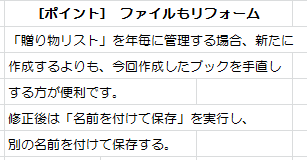 ［ポイント］　ファイルもリフォーム
「贈り物リスト」を年毎に管理する場合、新たに
作成するよりも、今回作成したブックを手直し
する方が便利です。
修正後は「名前を付けて保存」を実行し、
別の名前を付けて保存する。